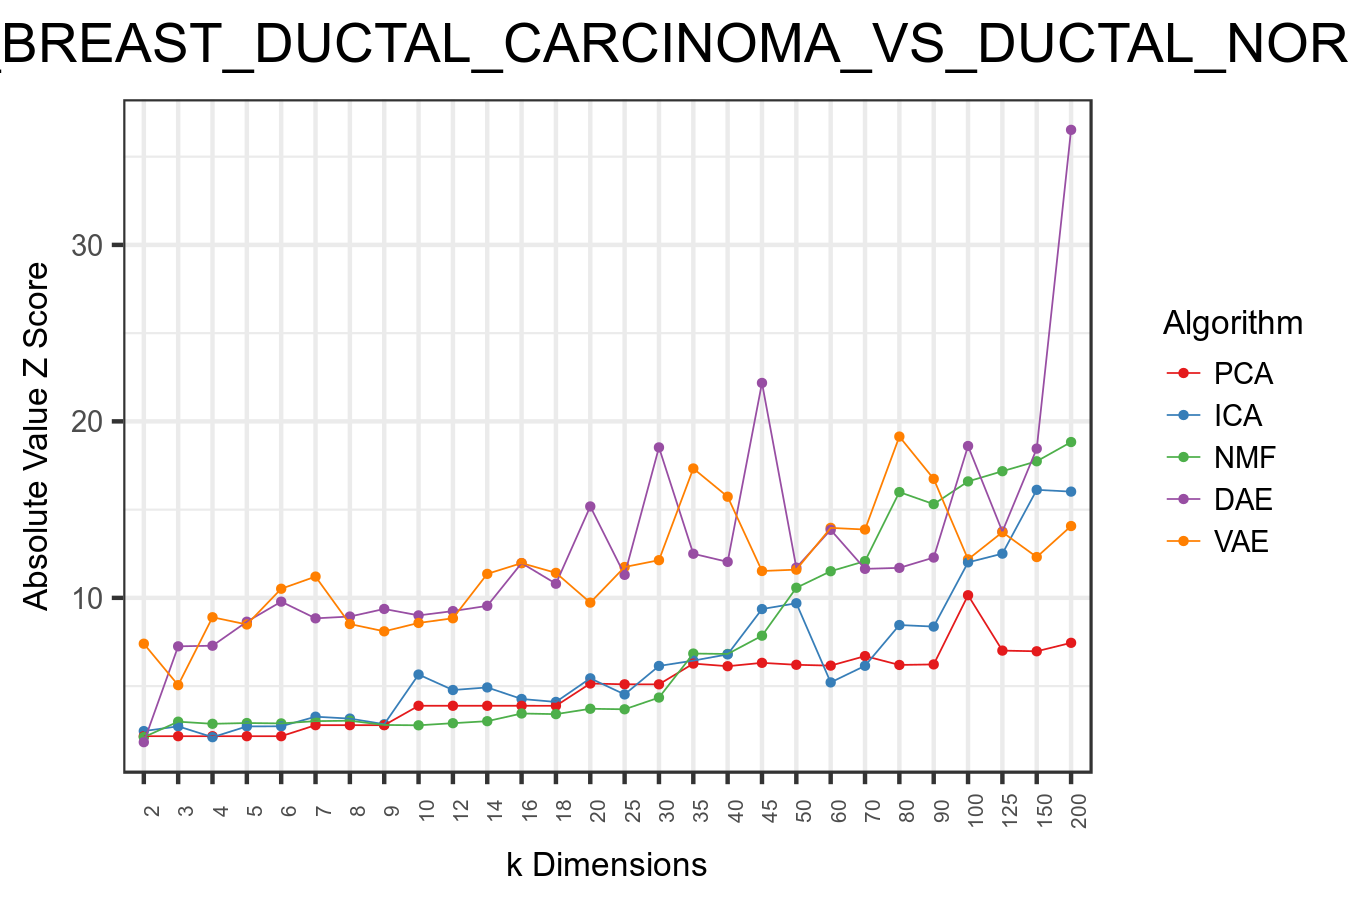 _BREAST_DUCTAL_CARCINOMA_VS_DUCTAL_NOR
Absolute Value Z Score
30
20
10
2 3 4 5 6 7 8 9 10 12 14 16 18 20 25 30 35 40 45 50 60 70 80 90 100 125 150 200
k Dimensions
Algorithm
PCA
ICA
NMF
DAE
VAE